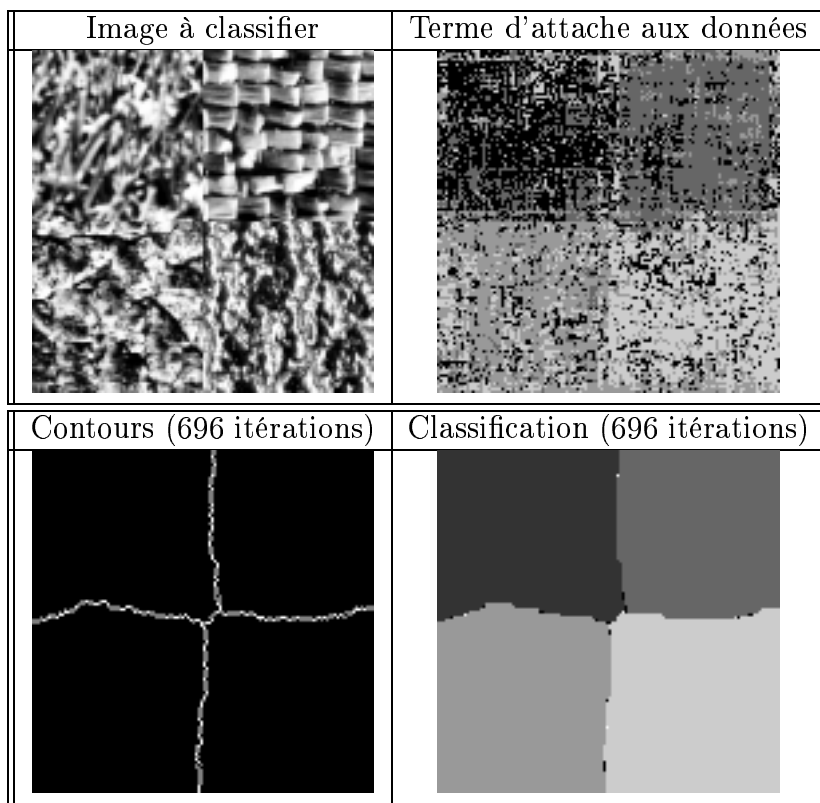 Image à classifier
Terme d'attache aux données
Contours (696 itérations)
Classification (696 itérations)